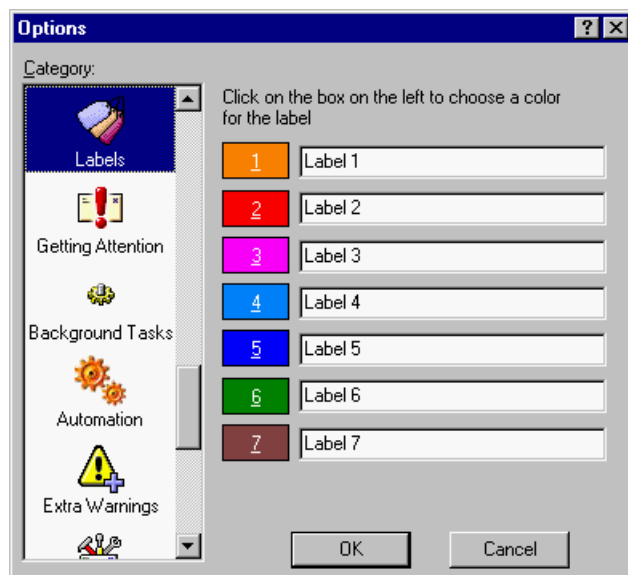 Options
Category:
Labels
Getting Attention
Background Tasks
Automation
Extra Warnings
Click on the box on the left to choose a color
for the label
1 Label 1
2 Label 2
3 Label 3
4 Label 4
5 Label 5
6 Label 6
7 Label 7
OK Cancel